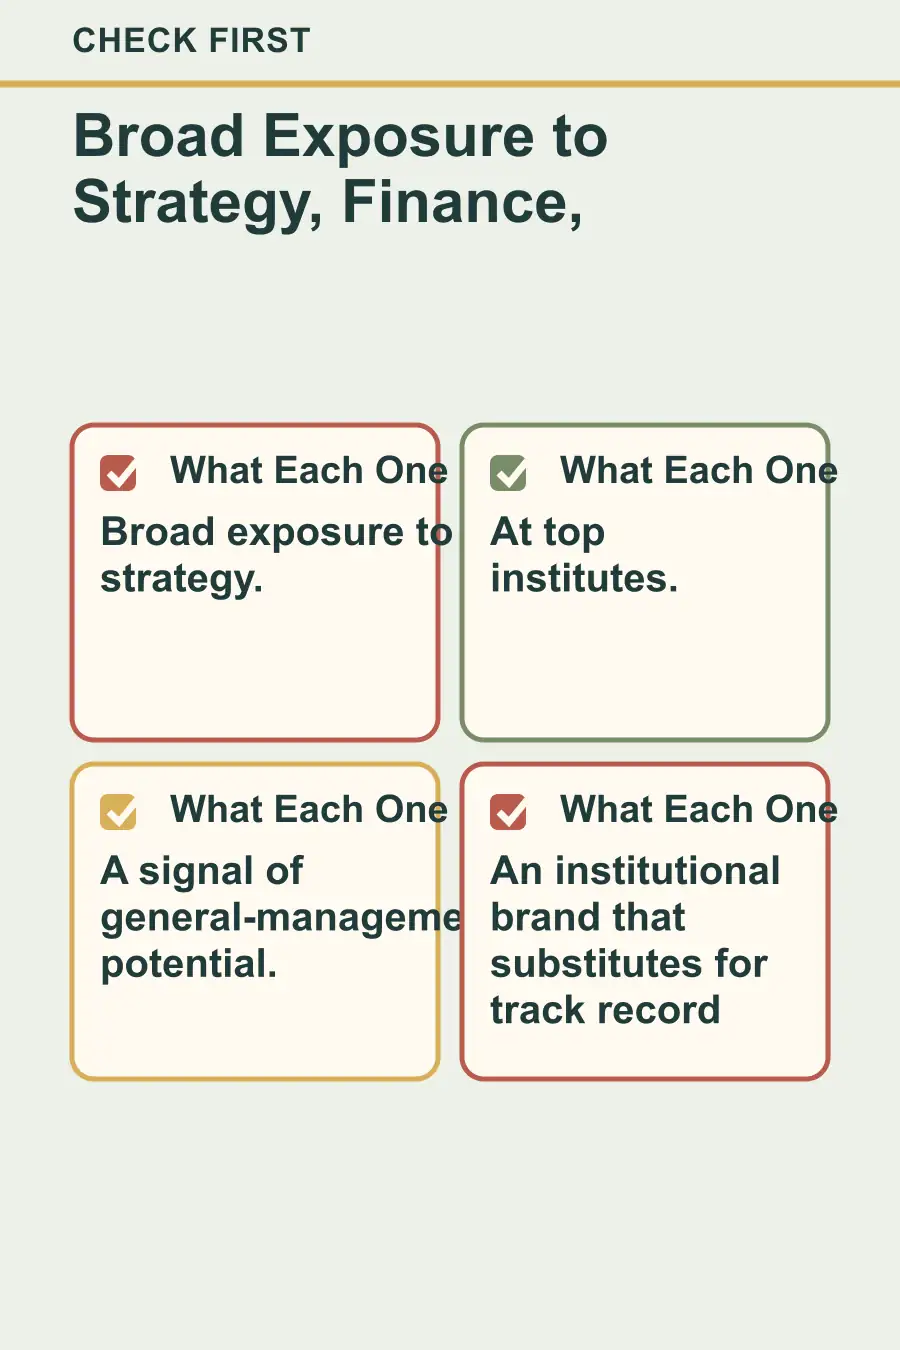 CHECK FIRST
Broad Exposure to
Strategy, Finance,
What Each One
Broad exposure to
strategy.
What Each One
At top
institutes.
What Each One
A signal of
general-manageme
potential.
What Each One
An institutional
brand that
substitutes for
track record